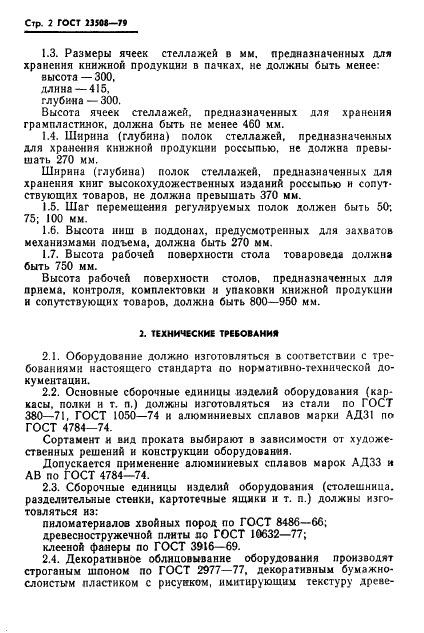 Стр. 2 ГОСТ 23508—79
1.3. Размеры ячеек стеллажей в мм, предназначенных для
хранения книжной продукции в пачках, не должны быть менее:
высота — 300,
длина — 415,
глубина — 300.
Высота ячеек стеллажей, предназначенных для хранения
грампластинок, должна быть не менее 460 мм.
1.4. Ширина (глубина) полок стеллажей, предназначенных
для хранения книжной продукции россыпью, не должна превы-
шать 270 мм.
Ширина (глубина) полок стеллажей, предназначенных для
хранения книг высокохудожественных изданий россыпью и сопут-
ствующих товаров, не должна превышать 370 мм.
1.5. Шаг перемещения регулируемых полок должен быть 50;
75; 100 мм.
1.6. Высота ниш в поддонах, предусмотренных для захватов
механизмами подъема, должна быть 270 мм.
1.7. Высота рабочей поверхности стола товароведа должна
быть 750 мм.
Высота рабочей поверхности столов, предназначенных для
приема, контроля, комплектовки и упаковки книжной продукции
и сопутствующих товаров, должна быть 800—950 мм.
2. ТЕХНИЧЕСКИЕ ТРЕБОВАНИЯ
2.1. Оборудование должно изготовляться в соответствии с тре-
бованиями настоящего стандарта по нормативно-технической до-
кументации.
2.2. Основные сборочные единицы изделий оборудования (кар-
касы, полки и т. п.) должны изготовляться из стали по ГОСТ
380—71, ГОСТ 1050—74 и алюминиевых сплавов марки АД31 по
ГОСТ 4784—74.
Сортамент и вид проката выбирают в зависимости от художе-
ственных решений и конструкции оборудования.
Допускается применение алюминиевых сплавов марок АД33 и
АВ по ГОСТ 4784—74.
2.3. Сборочные единицы изделий оборудования (столешница,
разделительные стенки, картотечные ящики и т. п.) должны изго-
товляться из:
пиломатериалов хвойных пород по ГОСТ 8486—66;
древесностружечной плиты по ГОСТ 10632—77;
клееной фанеры по ГОСТ 3916—69.
2.4. Декоративное облицовывание оборудования производят
строганым шпоном по ГОСТ 2977—77, декоративным бумажно-
слоистым пластиком с рисунком, имитирующим текстуру древе-